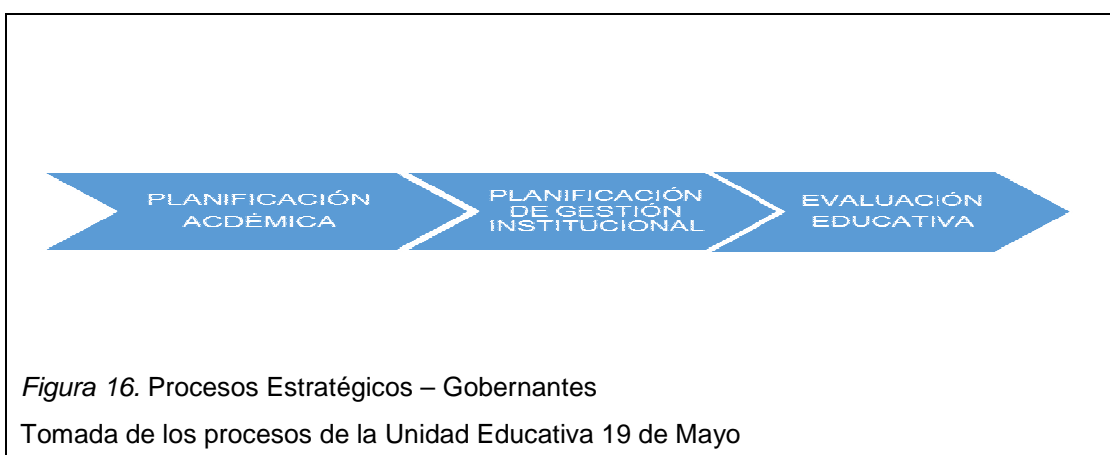 PLANIFICACIÓN
ACDÉMICA
PLANIFICACIÓN
DE GESTIÓN
INSTITUCIONAL
EVALUACIÓN
EDUCATIVA
Figura 16. Procesos Estratégicos – Gobernantes
Tomada de los procesos de la Unidad Educativa 19 de Mayo